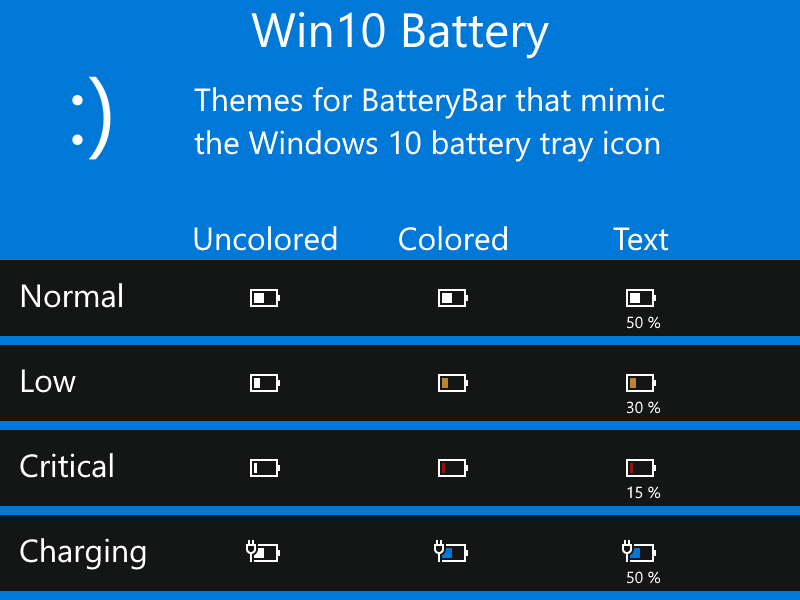 Win10 Battery
:)
Themes for BatteryBar that mimic
the Windows 10 battery tray icon
Uncolored Colored Text
Normal
50 %
Low
30 %
Critical
15 %
Charging
50 %